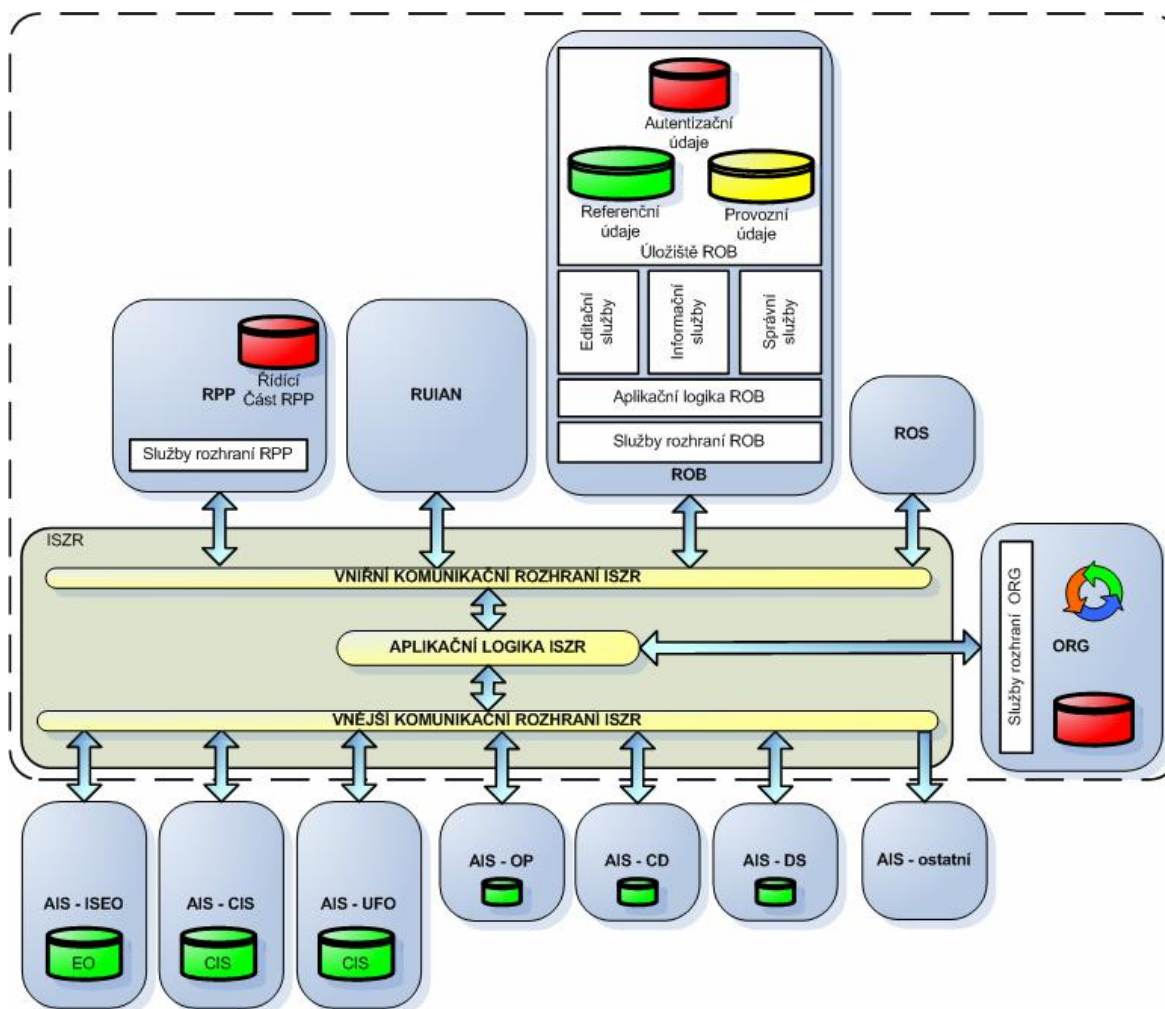 Autentizační
údaje
Referenční
údaje
Provozní
údaje
Úložiště ROB
Editační
služby
Informační
služby
Správní
služby
Aplikační logika ROB
Služby rozhraní ROB
ROB
RPP
Řídící
Část RPP
Služby rozhraní RPP
RUIAN
ROS
ISZR
VNIŘNÍ KOMUNIKAČNÍ ROZHRANÍ ISZR
APLIKAČNÍ LOGIKA ISZR
VNĚJŠÍ KOMUNIKAČNÍ ROZHRANÍ ISZR
Služby rozhraní ORG
ORG
AIS - ISEO
EO
AIS - CIS
CIS
AIS - UFO
CIS
AIS - OP
AIS - CD
AIS - DS
AIS - ostatní